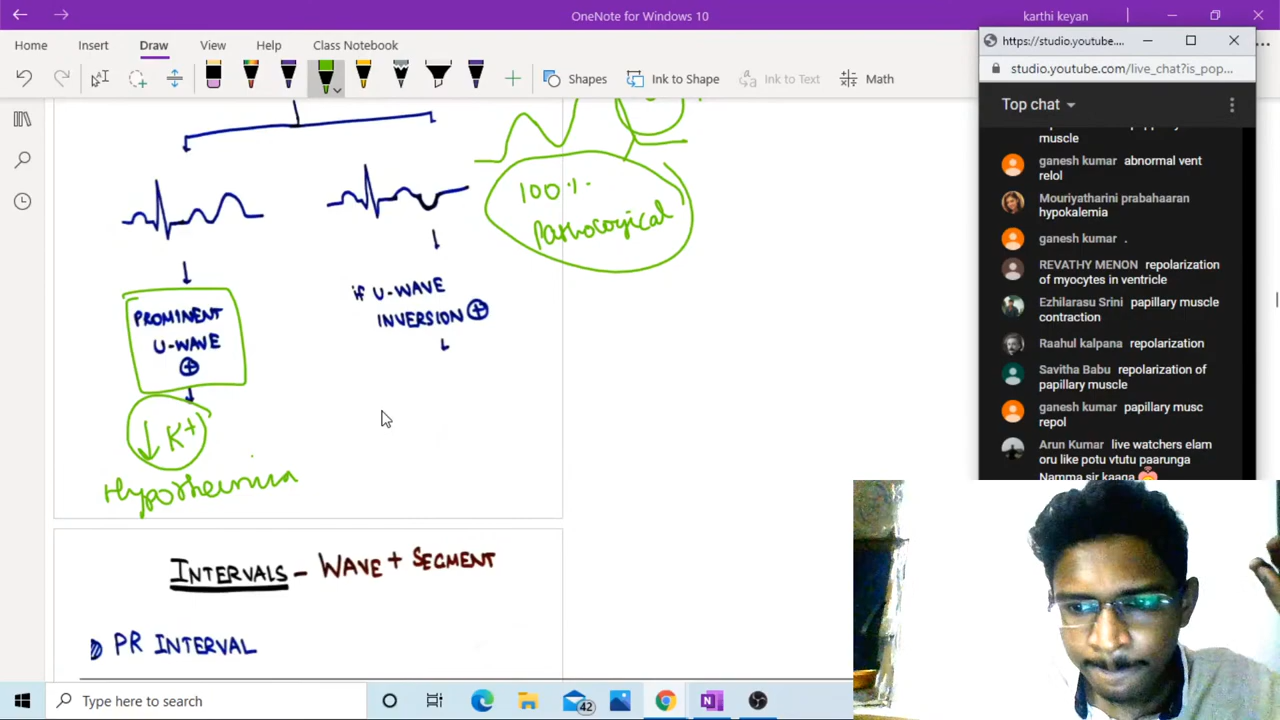 OneNote for Windows 10
karthi keyan
Home Insert Draw View Help Class Notebook
Shapes Ink to Shape Ink to Text Math
https://studio.youtube....
studio.youtube.com/live_chat?is_pop...
Top chat
muscle
ganesh kumar abnormal vent
relol
Mouriyatharini prabahaaran
hypokalemia
ganesh kumar .
REVATHY MENON repolarization
of myocytes in ventricle
Ezhilarasu Srini papillary muscle
contraction
Raahul kalpana repolarization
Savitha Babu repolarization of
papillary muscle
ganesh kumar papillary musc
repol
Arun Kumar live watchers elam
oru like potu vtutu paarunga
Namma sir kaaga
100%
Pathological
PROMINENT
U-WAVE
+
↓ K+
Hypothermia
if U-WAVE
INVERSION +
INTERVALS - WAVE + SEGMENT
PR INTERVAL
Type here to search
42